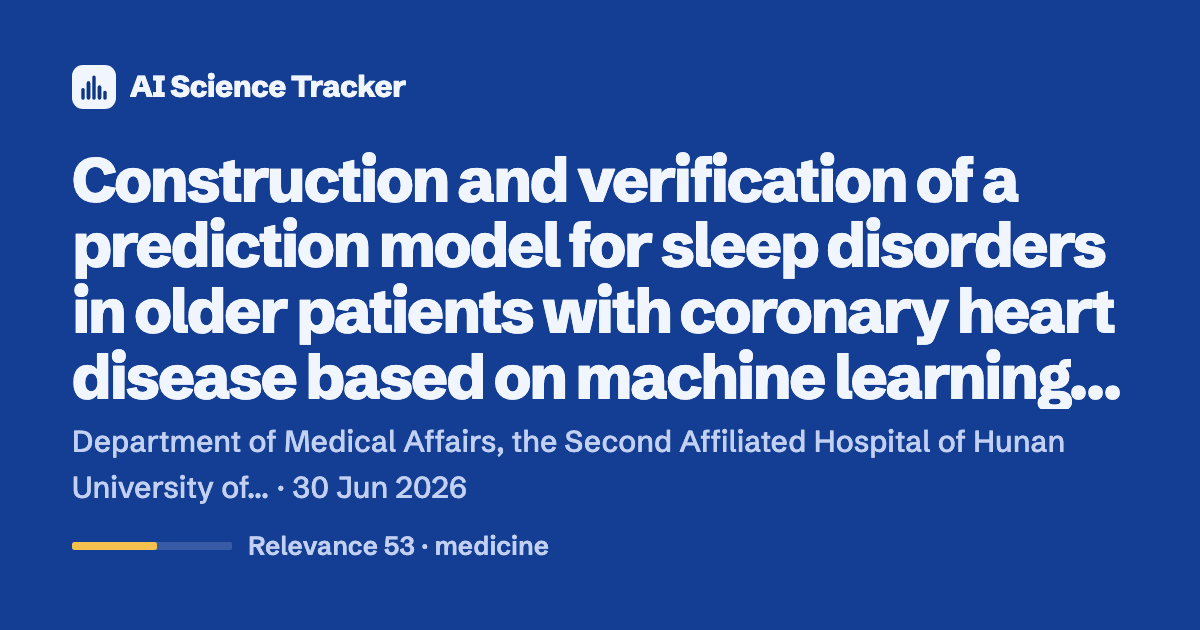 AI Science Tracker
Construction and verification of a
prediction model for sleep disorders
in older patients with coronary heart
disease based on machine learning...
Department of Medical Affairs, the Second Affiliated Hospital of Hunan
University of... · 30 Jun 2026
Relevance 53 · medicine